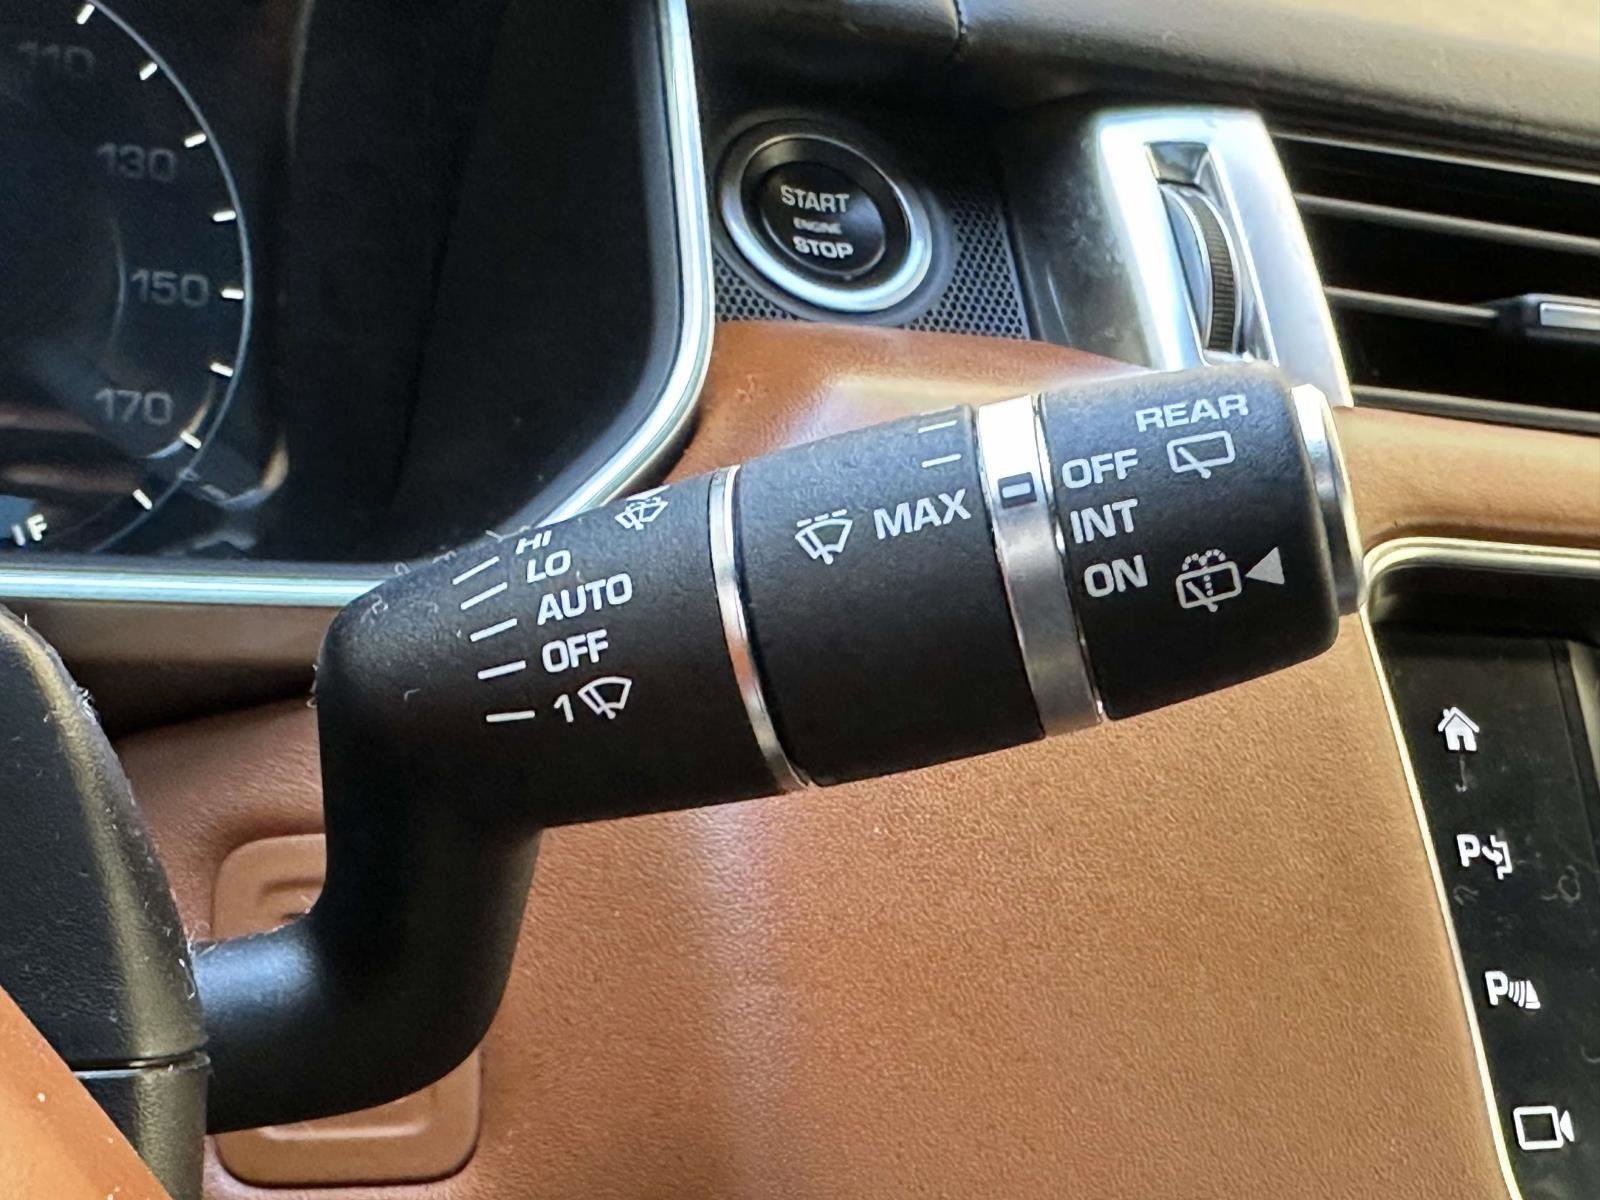 110
130
150
170
F
START
ENGINE
STOP
HI
LO
AUTO
OFF
1
MAX
REAR
OFF
INT
ON
P
P